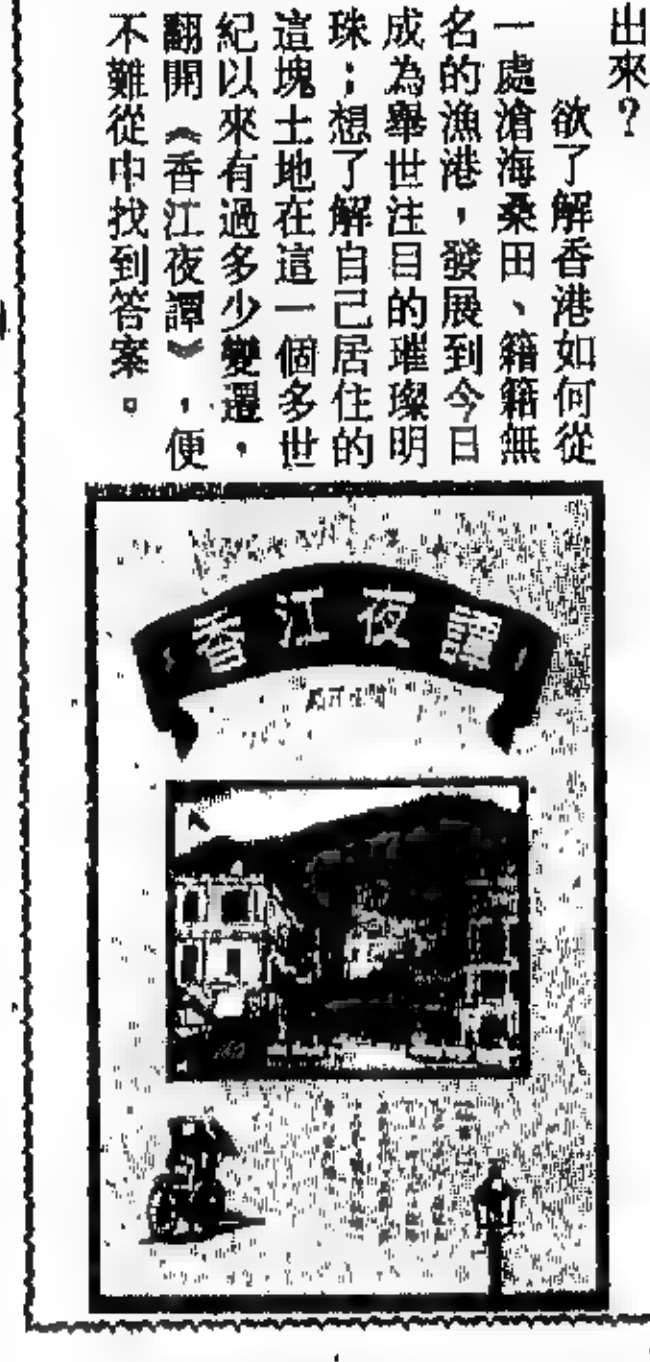 出來？
欲了解香港如何從
一處滄海桑田、籍籍無
名的漁港，發展到今日
成為舉世注目的璀璨明
珠；想了解自己居住的
這塊土地在這一個多世
紀以來有過多少變遷，
翻開《香江夜譚》，便
不難從中找到答案。
香江夜譚